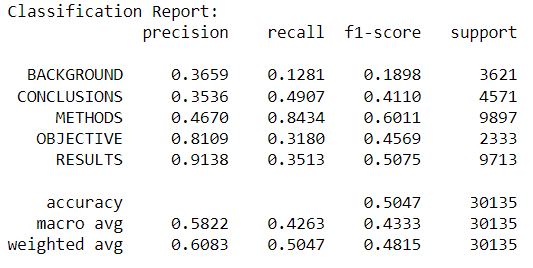 Classification Report:
precision recall f1-score support
BACKGROUND 0.3659 0.1281 0.1898 3621
CONCLUSIONS 0.3536 0.4907 0.4110 4571
METHODS 0.4670 0.8434 0.6011 9897
OBJECTIVE 0.8109 0.3180 0.4569 2333
RESULTS 0.9138 0.3513 0.5075 9713
accuracy 0.5047 30135
macro avg 0.5822 0.4263 0.4333 30135
weighted avg 0.6083 0.5047 0.4815 30135